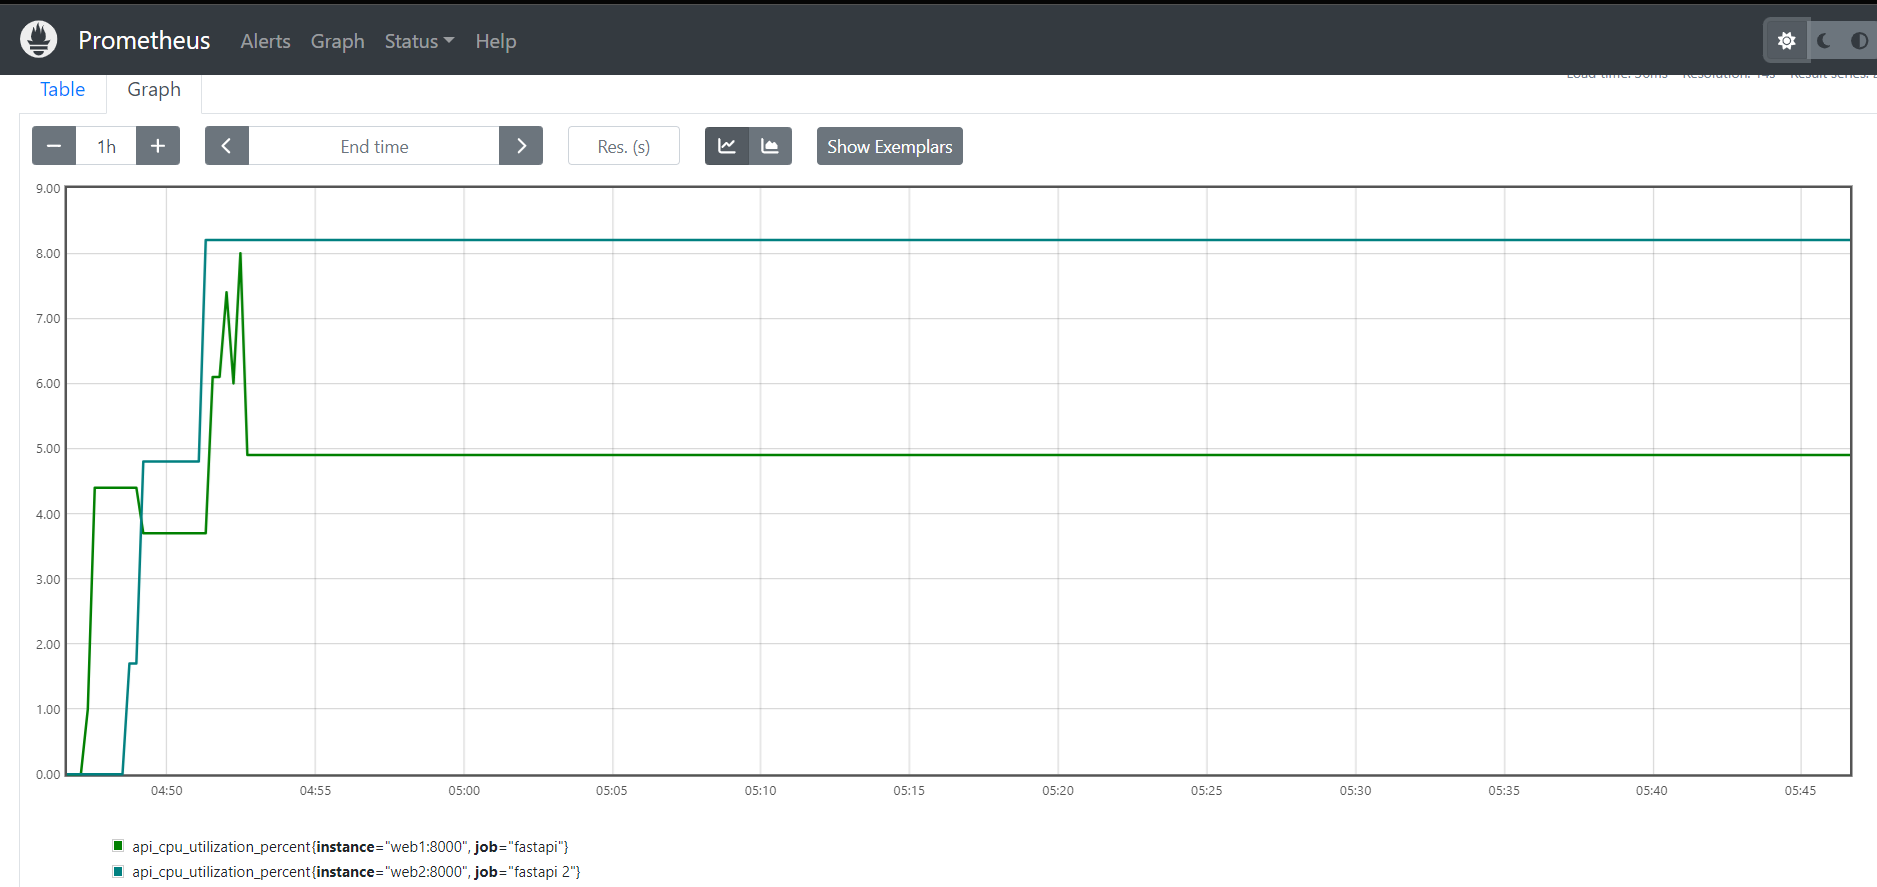 Prometheus Alerts Graph Status Help
Table Graph
1h End time Res. (s) Show Exemplars
9.00
8.00
7.00
6.00
5.00
4.00
3.00
2.00
1.00
0.00
04:50 04:55 05:00 05:05 05:10 05:15 05:20 05:25 05:30 05:35 05:40 05:45
api_cpu_utilization_percent{instance="web1:8000", job="fastapi"}
api_cpu_utilization_percent{instance="web2:8000", job="fastapi 2"}